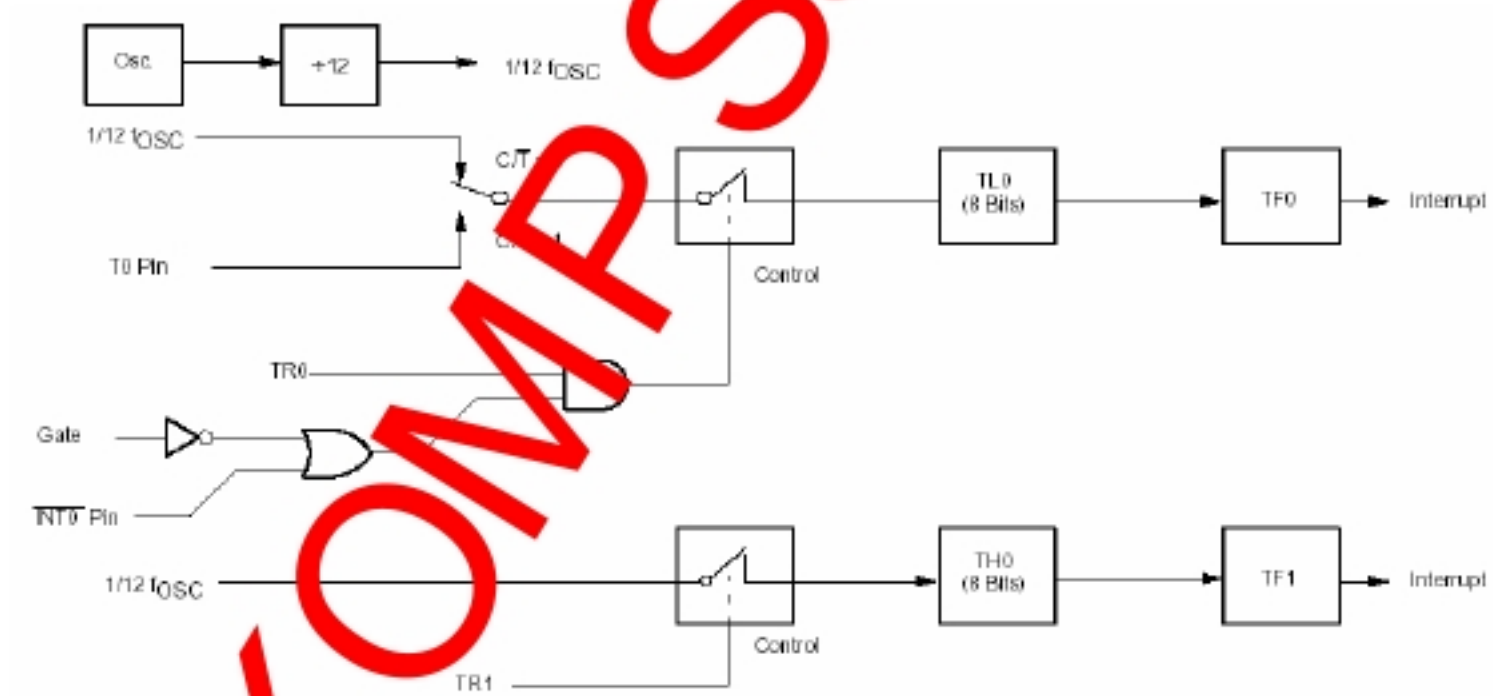 Osc.
÷12
1/12 fOSC
1/12 fOSC
C/T
TL0
(8 Bits)
TF0
Interrupt
T0 Pin
Control
TR0
Gate
INT0 Pin
1/12 fOSC
TH0
(8 Bits)
TF1
Interrupt
Control
TR1
OMP S